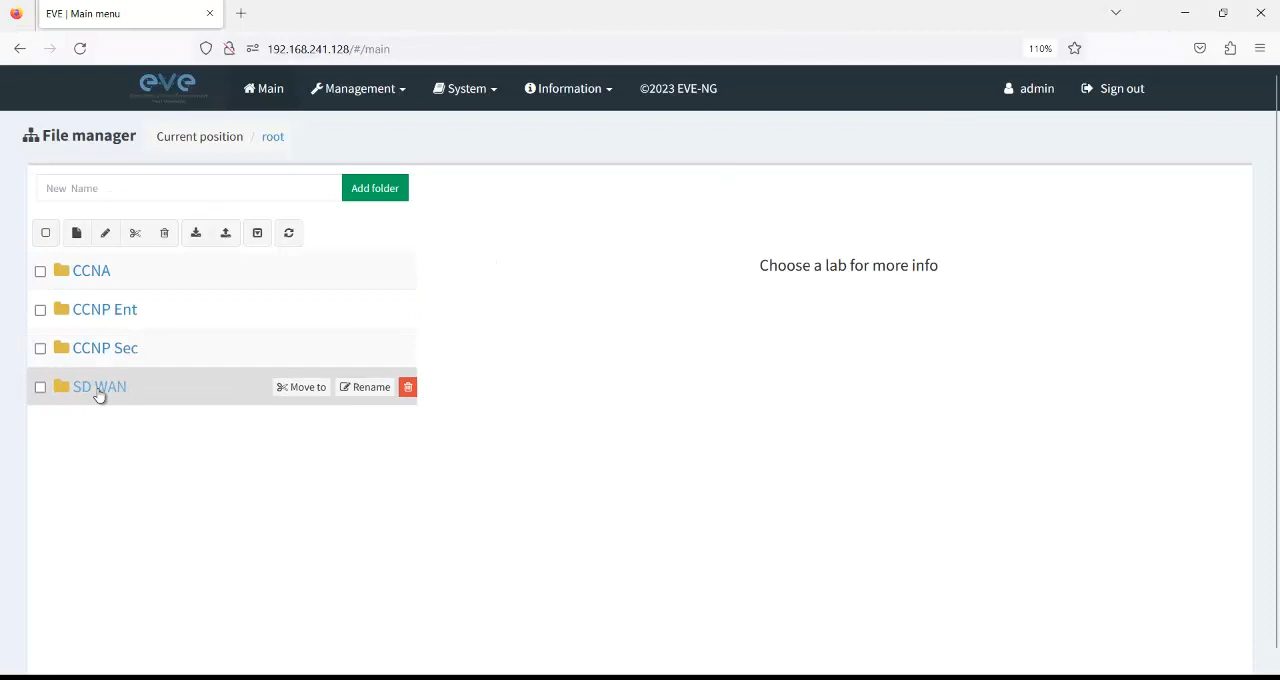 EVE | Main menu
192.168.241.128/#/main
110%
eve
Main
Management
System
Information
©2023 EVE-NG
admin
Sign out
File manager
Current position / root
New Name
Add folder
CCNA
CCNP Ent
CCNP Sec
SD WAN
Move to
Rename
Choose a lab for more info